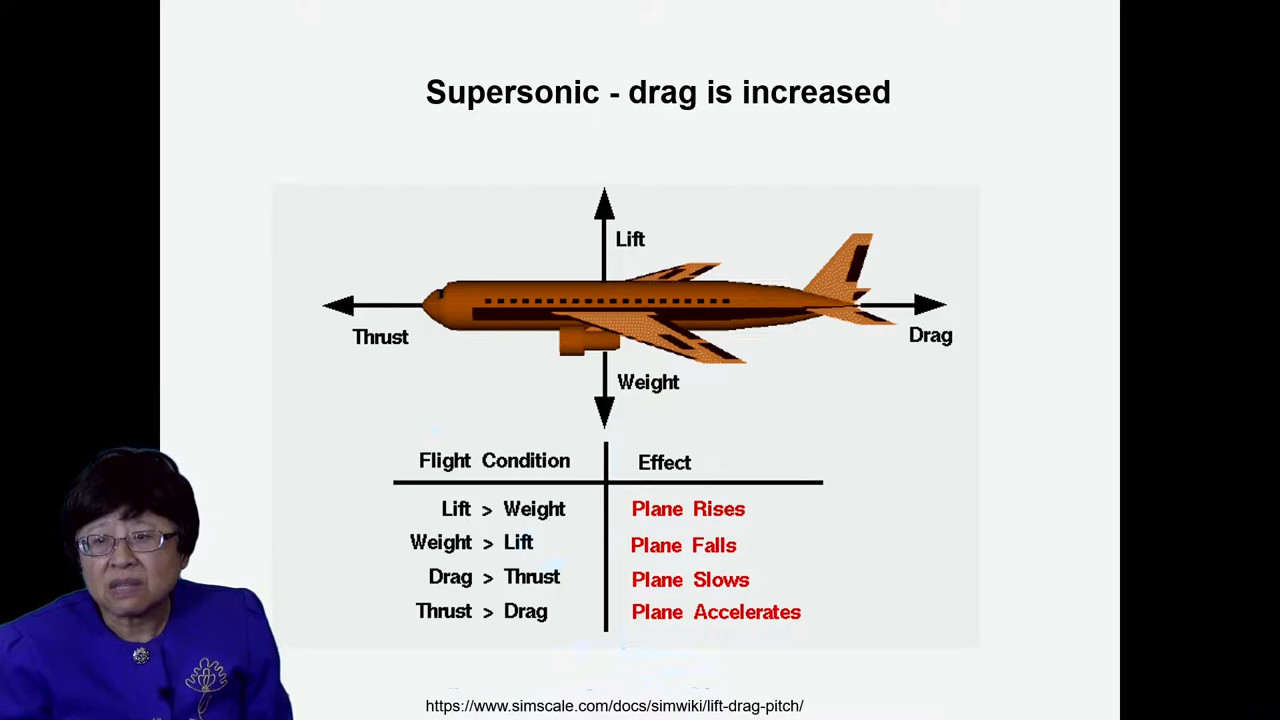 Supersonic - drag is increased
Lift
Thrust
Drag
Weight
Flight Condition Effect
Lift > Weight Plane Rises
Weight > Lift Plane Falls
Drag > Thrust Plane Slows
Thrust > Drag Plane Accelerates
https://www.simscale.com/docs/simwiki/lift-drag-pitch/